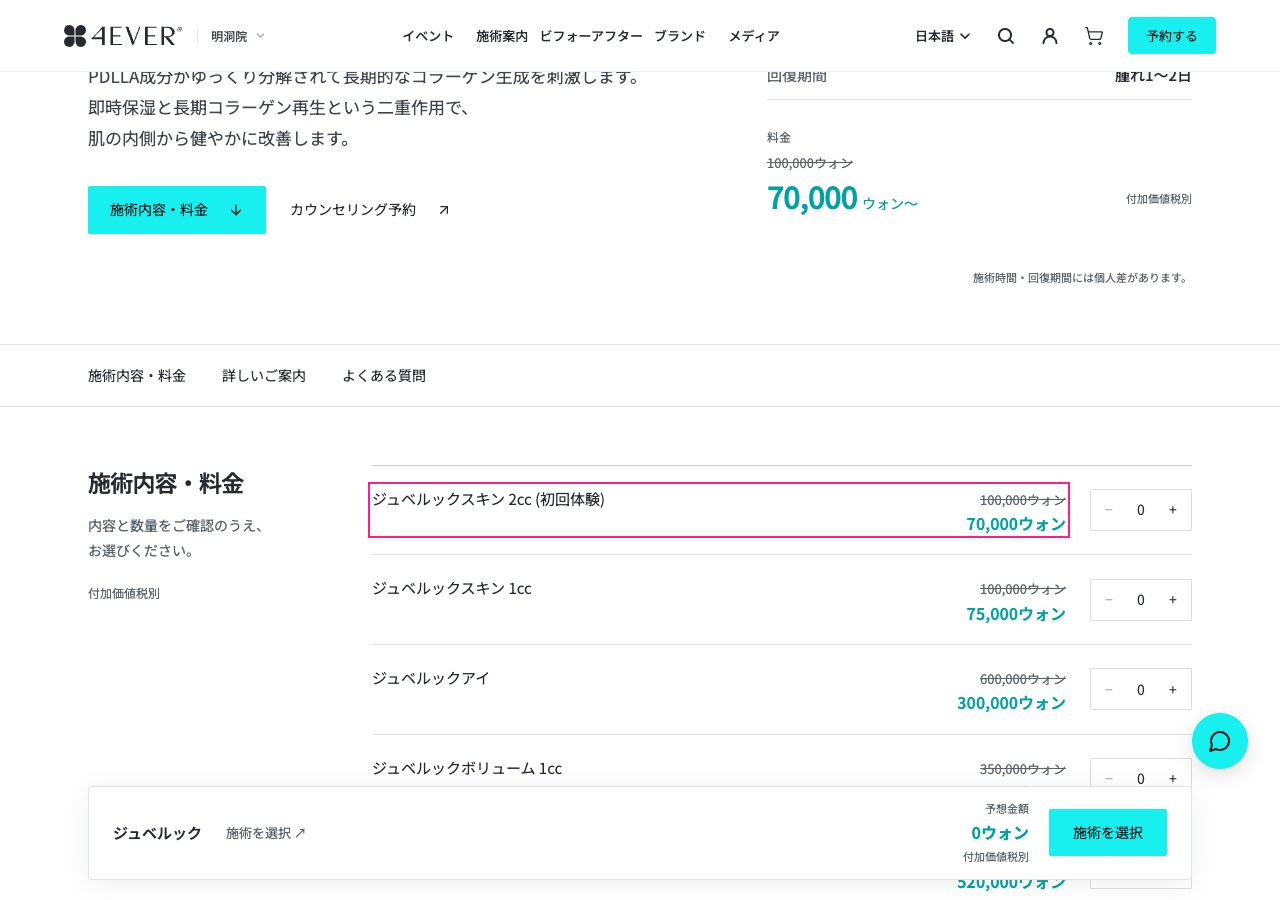 4EVER®
明洞院
イベント
施術案内
ビフォーアフター
ブランド
メディア
日本語
予約する
PDLLA成分がゆっくり分解されて長期的なコラーゲン生成を刺激します。
即時保湿と長期コラーゲン再生という二重作用で、
肌の内側から健やかに改善します。
施術内容・料金 ↓
カウンセリング予約 ↗
回復期間
腫れ1〜2日
料金
100,000ウォン
70,000 ウォン〜
付加価値税別
施術時間・回復期間には個人差があります。
施術内容・料金
詳しいご案内
よくある質問
施術内容・料金
内容と数量をご確認のうえ、
お選びください。
付加価値税別
ジュベルックスキン 2cc (初回体験)
100,000ウォン
70,000ウォン
− 0 +
ジュベルックスキン 1cc
100,000ウォン
75,000ウォン
− 0 +
ジュベルックアイ
600,000ウォン
300,000ウォン
− 0 +
ジュベルックボリューム 1cc
350,000ウォン
− 0 +
ジュベルック
施術を選択 ↗
予想金額
0ウォン
付加価値税別
施術を選択
520,000ウォン